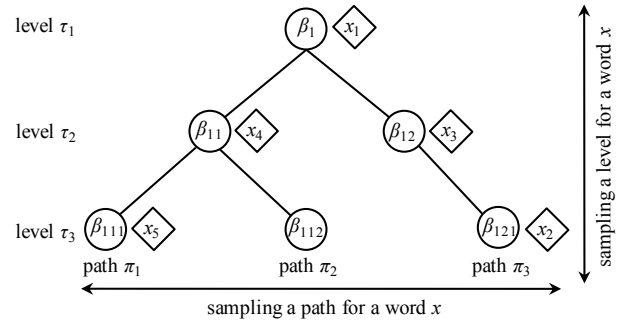 level τ1 β1 x1
level τ2 β11 x4 β12 x3
level τ3 β111 x5 β112 β121 x2
path π1 path π2 path π3
sampling a path for a word x
sampling a level for a word x